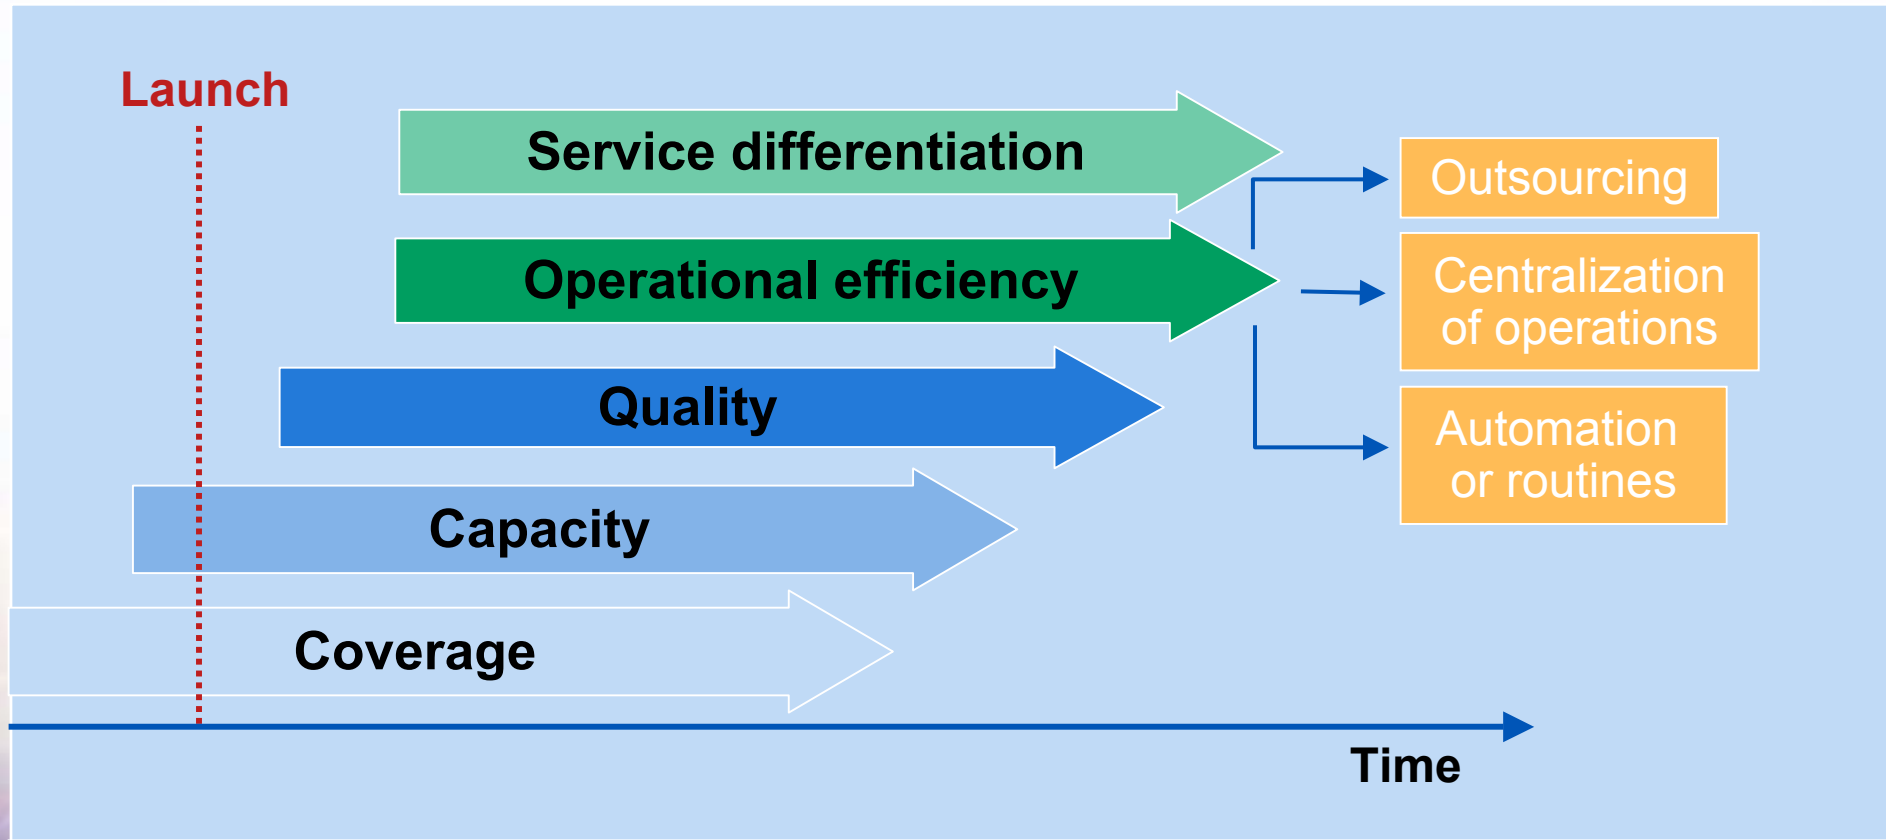 Launch
Service differentiation
Outsourcing
Operational efficiency
Centralization
of operations
Quality
Automation
or routines
Capacity
Coverage
Time